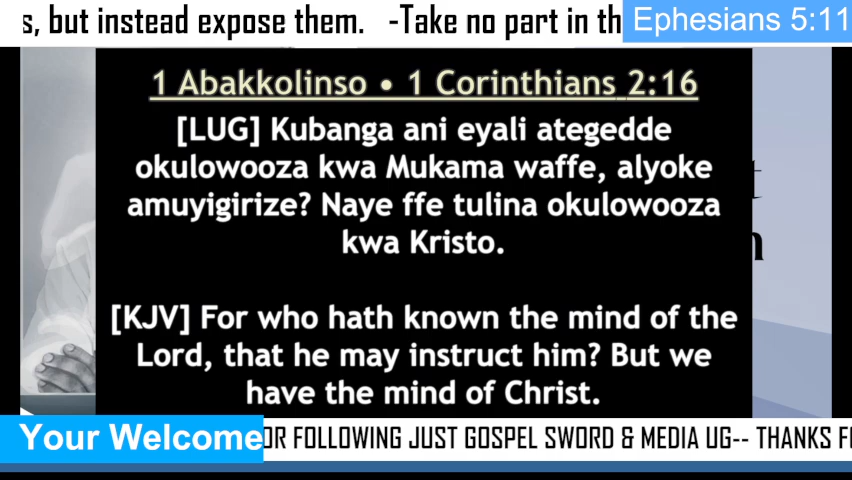 , but instead expose them. -Take no part in
Ephesians 5:11
1 Abakkolinso • 1 Corinthians 2:16
[LUG] Kubanga ani eyali ategedde
okulowooza kwa Mukama waffe, alyoke
amuyigirize? Naye ffe tulina okulowooza
kwa Kristo.
[KJV] For who hath known the mind of the
Lord, that he may instruct him? But we
have the mind of Christ.
Your Welcome
FOLLOWING JUST GOSPEL SWORD & MEDIA UG-- THANKS